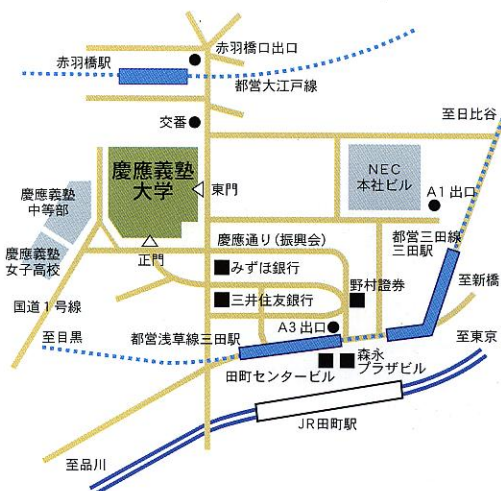 赤羽橋口出口
赤羽橋駅
都営大江戸線
至日比谷
交番
慶應義塾
大学
東門
NEC
本社ビル
A1出口
慶應義塾
中等部
慶應義塾
女子高校
正門
慶應通り(振興会)
都営三田線
三田駅
みずほ銀行
野村證券
三井住友銀行
至新橋
国道1号線
至目黒
都営浅草線三田駅
A3出口
至東京
森永
プラザビル
田町センタービル
JR田町駅
至品川